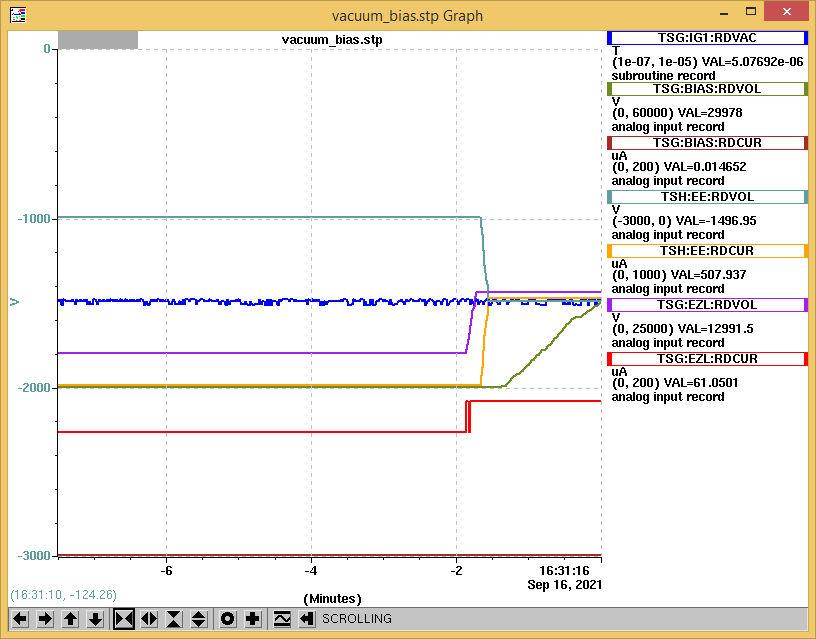 vacuum_bias.stp Graph
vacuum_bias.stp
0
-1000
-2000
-3000
V
-6
-4
-2
16:31:16
Sep 16, 2021
(16:31:10, -124.26)
(Minutes)
TSG:IG1:RDVAC
T
(1e-07, 1e-05) VAL=5.07692e-06
subroutine record
TSG:BIAS:RDVOL
V
(0, 60000) VAL=29978
analog input record
TSG:BIAS:RDCUR
uA
(0, 200) VAL=0.014652
analog input record
TSH:EE:RDVOL
V
(-3000, 0) VAL=-1496.95
analog input record
TSH:EE:RDCUR
uA
(0, 1000) VAL=507.937
analog input record
TSG:EZL:RDVOL
V
(0, 25000) VAL=12991.5
analog input record
TSG:EZL:RDCUR
uA
(0, 200) VAL=61.0501
analog input record
SCROLLING